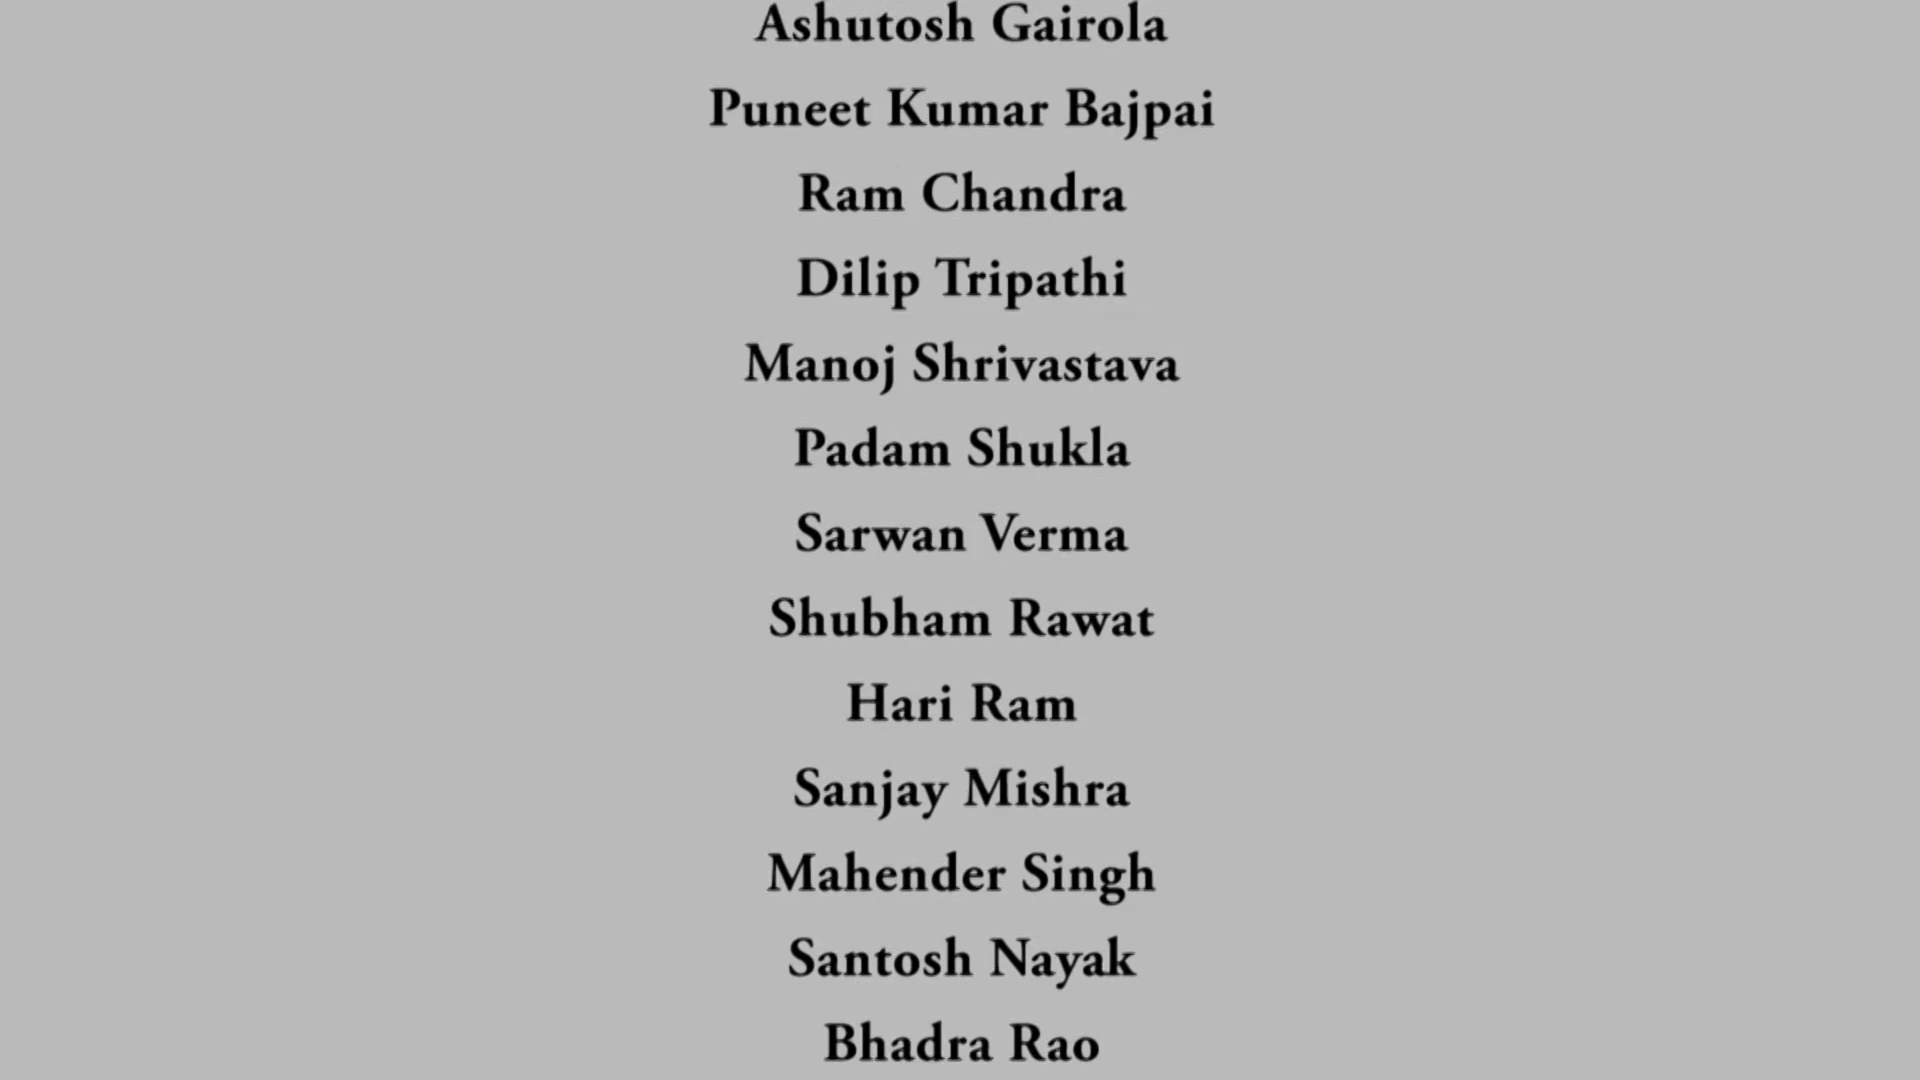 Ashutosh Gairola
Puneet Kumar Bajpai
Ram Chandra
Dilip Tripathi
Manoj Shrivastava
Padam Shukla
Sarwan Verma
Shubham Rawat
Hari Ram
Sanjay Mishra
Mahender Singh
Santosh Nayak
Bhadra Rao